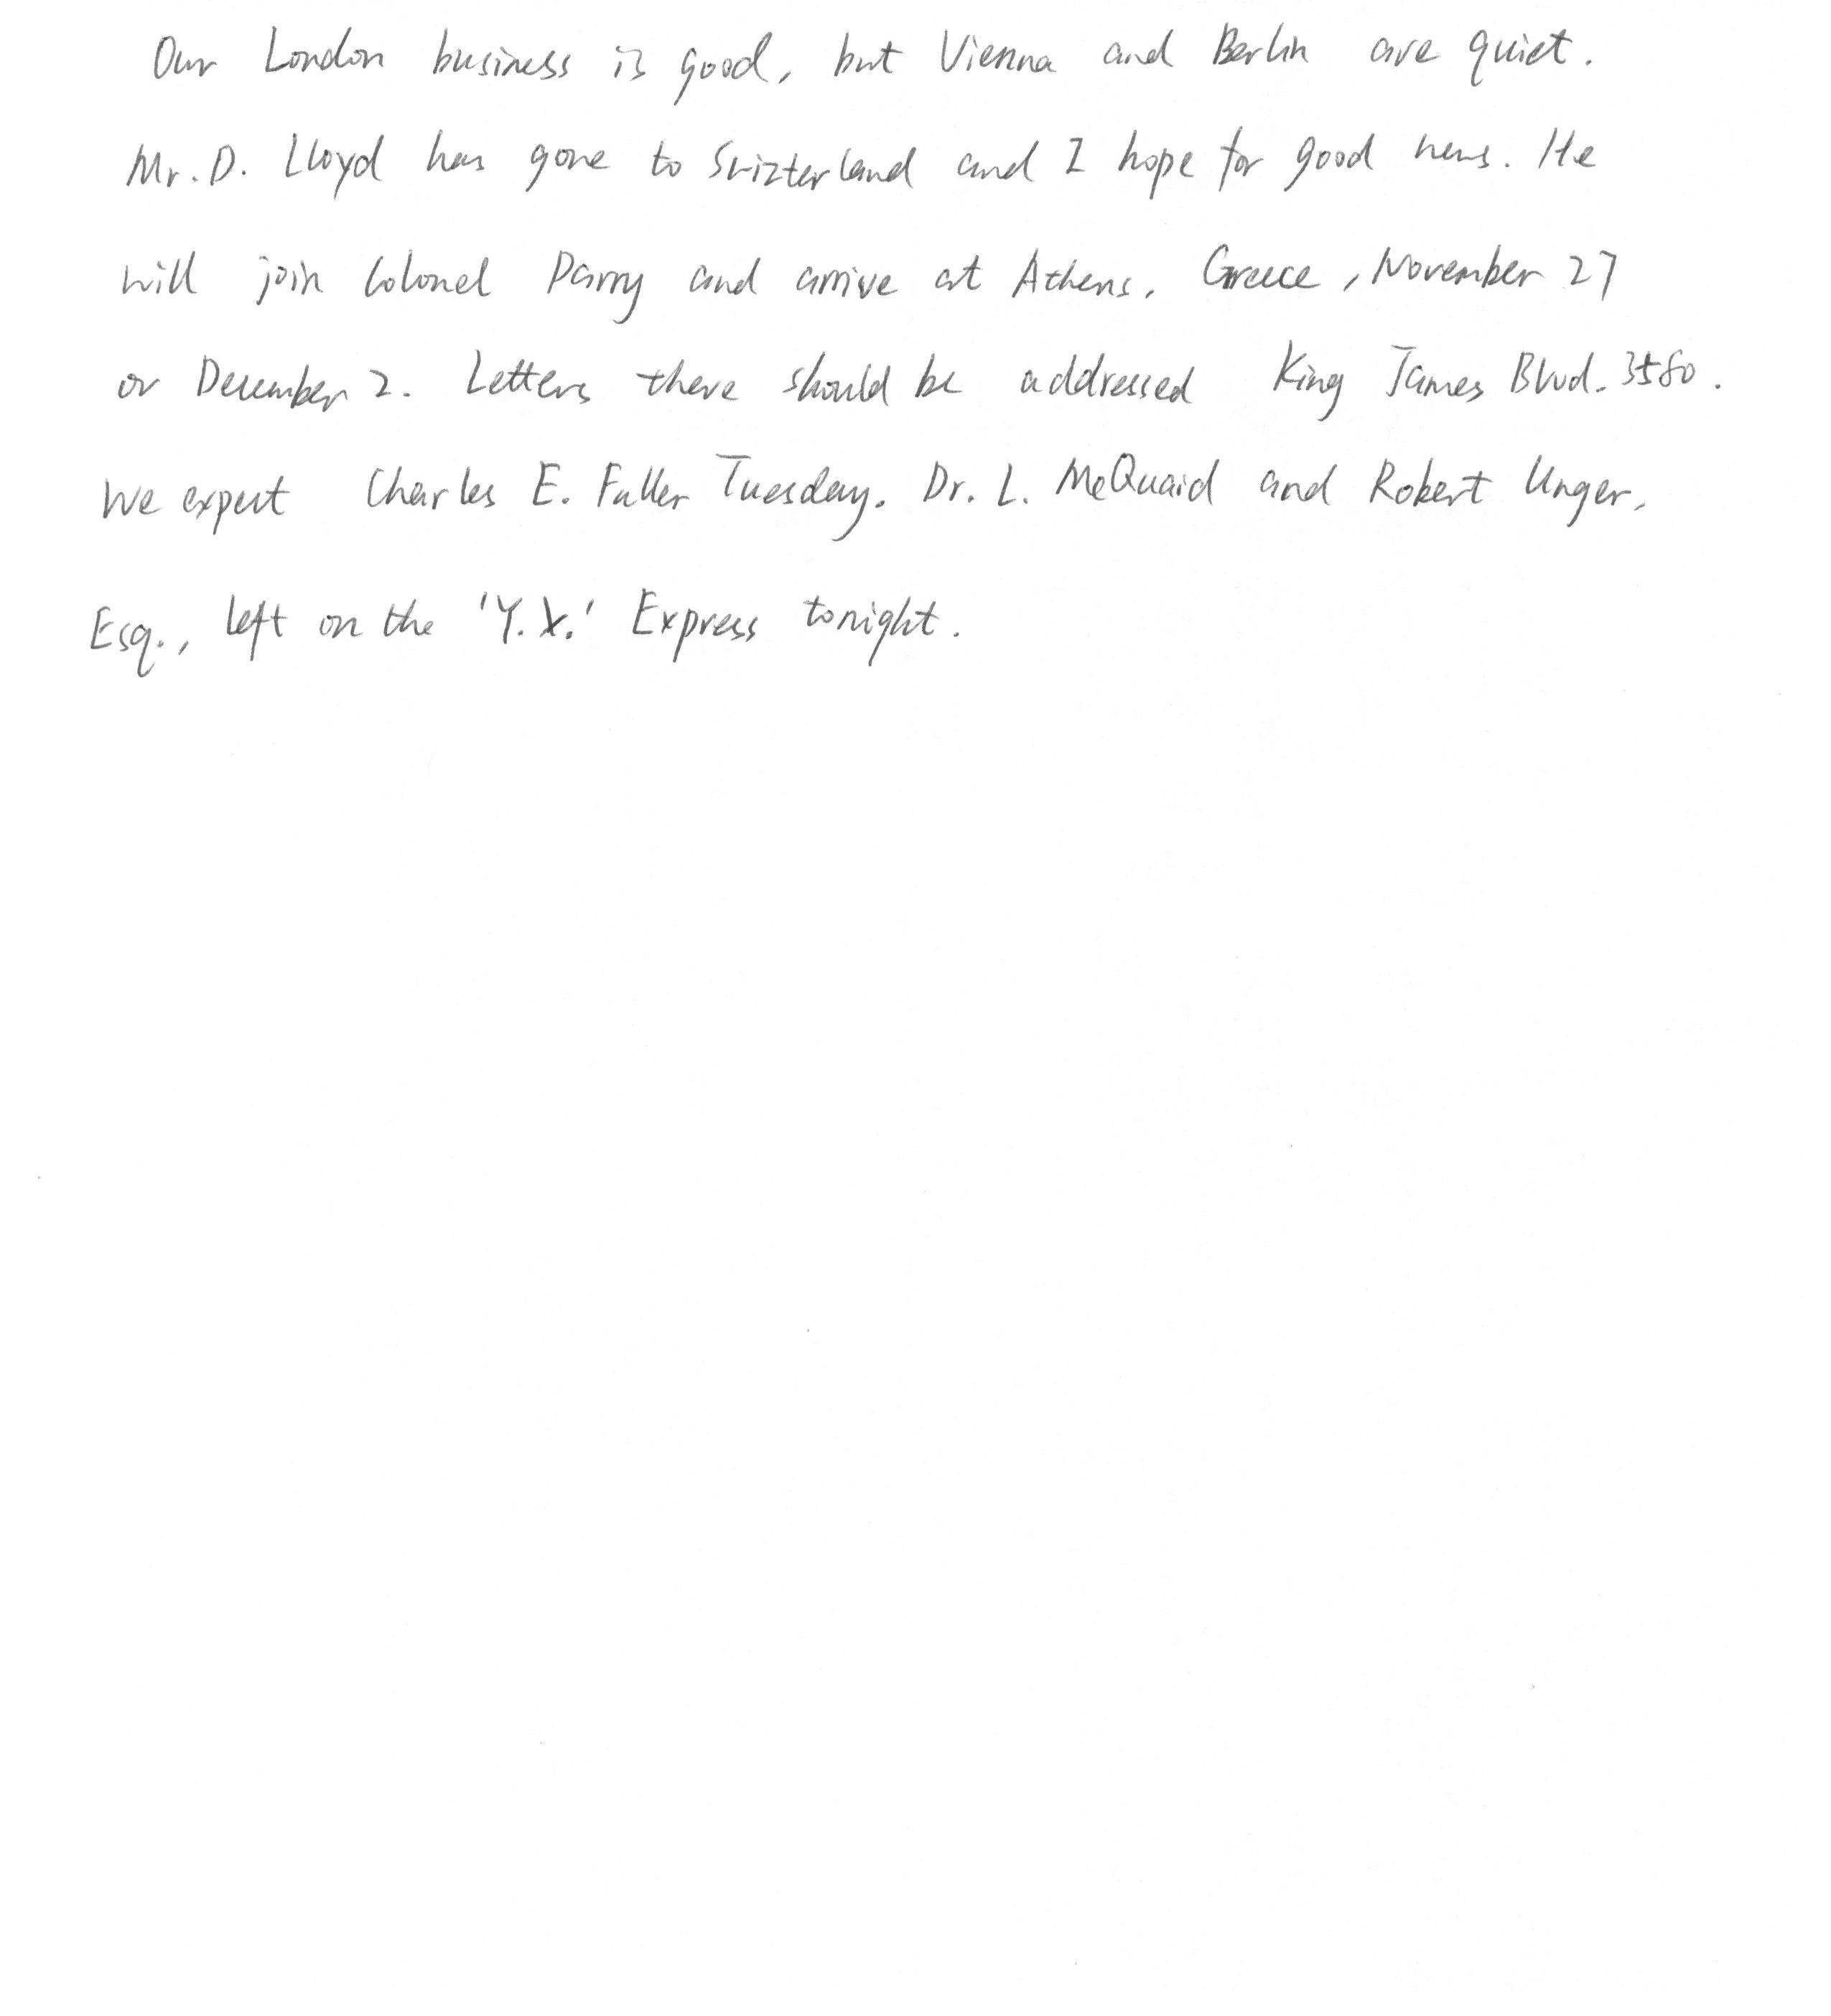 Our London business is good, but Vienna and Berlin are quiet.
Mr. D. Lloyd has gone to Swizterland and I hope for good news. He
will join Colonel Parry and arrive at Athens, Greece, November 27
or December 2. Letters there should be addressed King James Blvd. 3580.
We expect Charles E. Fuller Tuesday. Dr. L. McQuaid and Robert Unger,
Esq., left on the 'Y.X.' Express tonight.